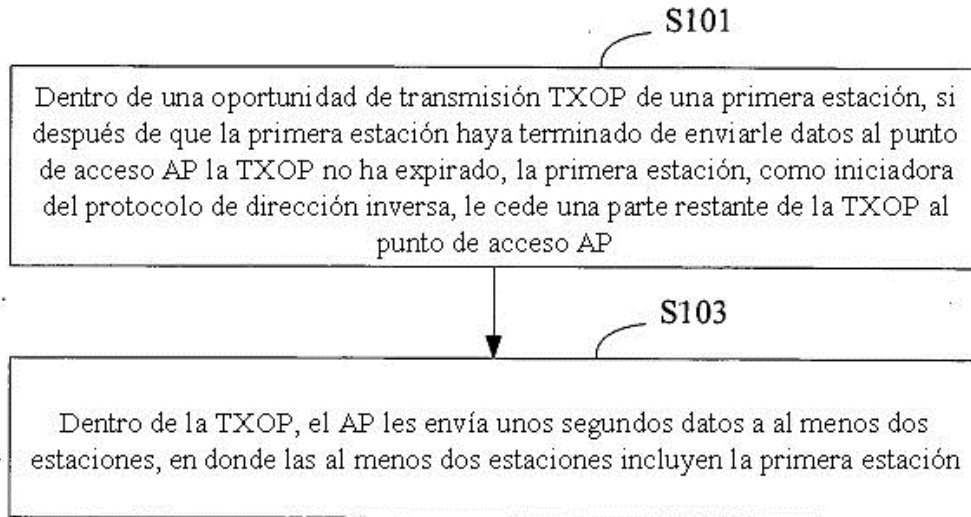 S101
Dentro de una oportunidad de transmisión TXOP de una primera estación, si
después de que la primera estación haya terminado de enviarle datos al punto
de acceso AP la TXOP no ha expirado, la primera estación, como iniciadora
del protocolo de dirección inversa, le cede una parte restante de la TXOP al
punto de acceso AP
S103
Dentro de la TXOP, el AP les envía unos segundos datos a al menos dos
estaciones, en donde las al menos dos estaciones incluyen la primera estación